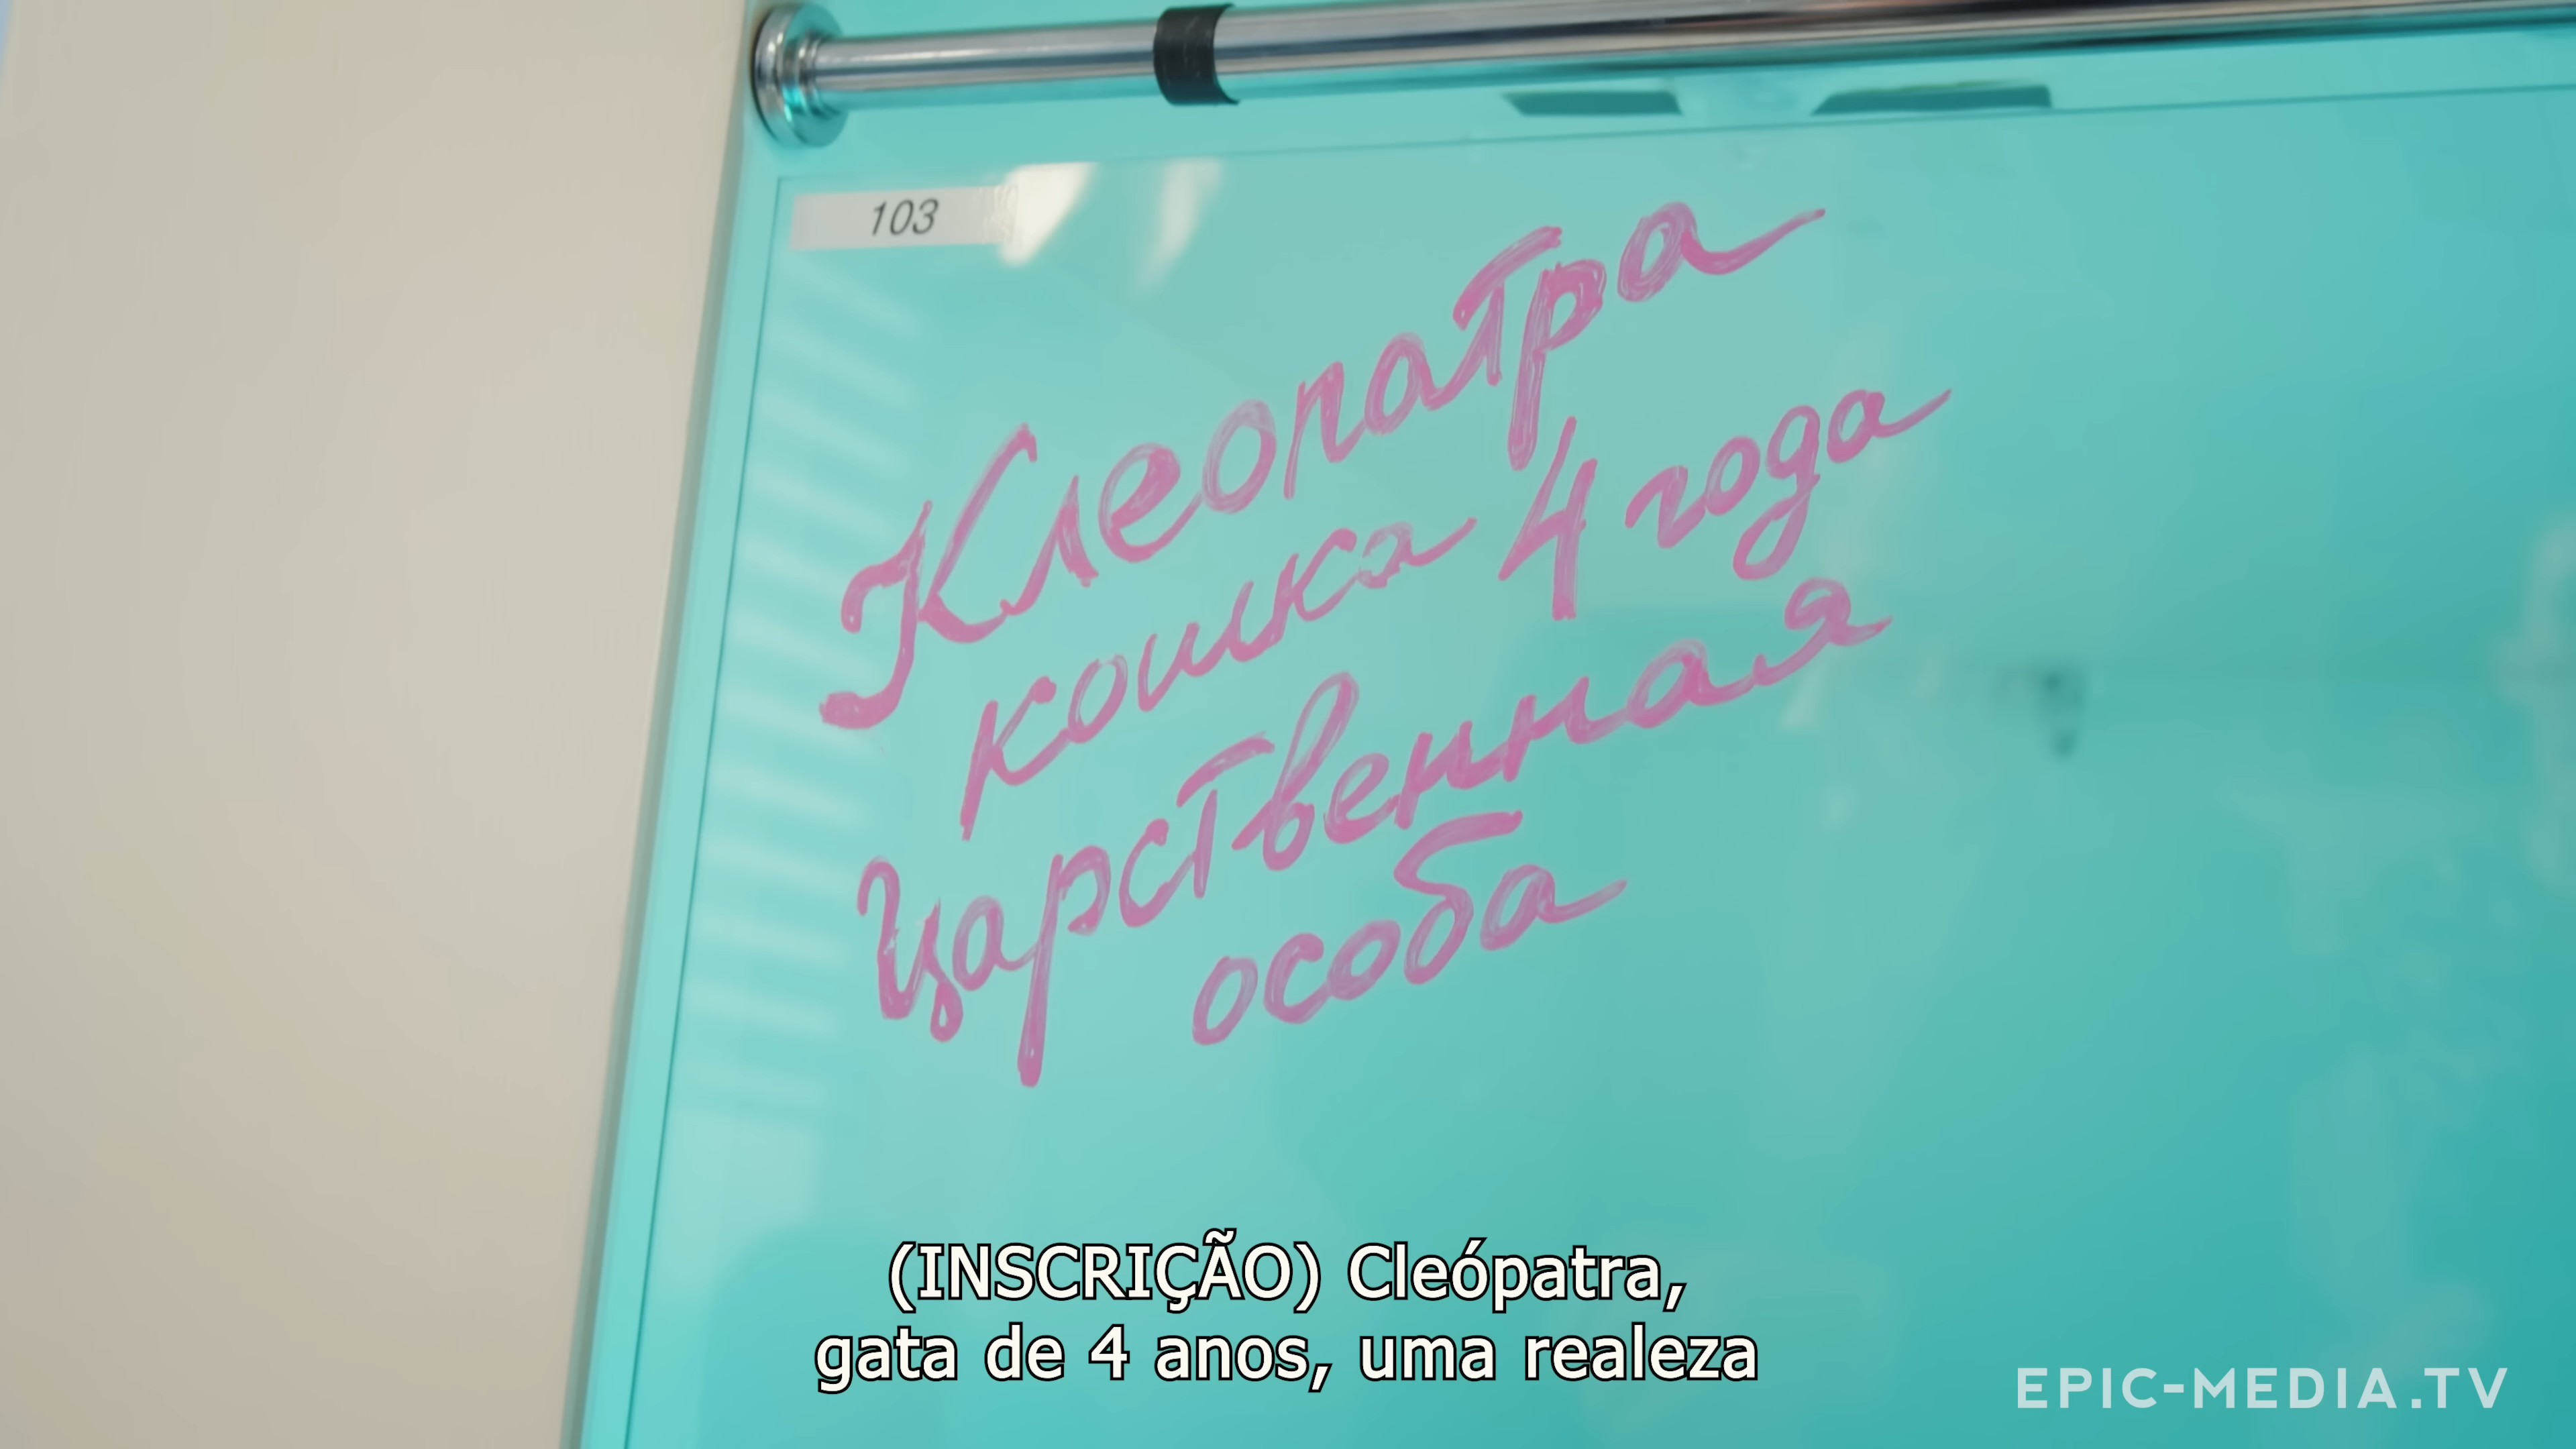 103
Клеопатра
кошка 4 года
Царственная
особа
(INSCRIÇÃO) Cleópatra,
gata de 4 anos, uma realeza
EPIC-MEDIA.TV